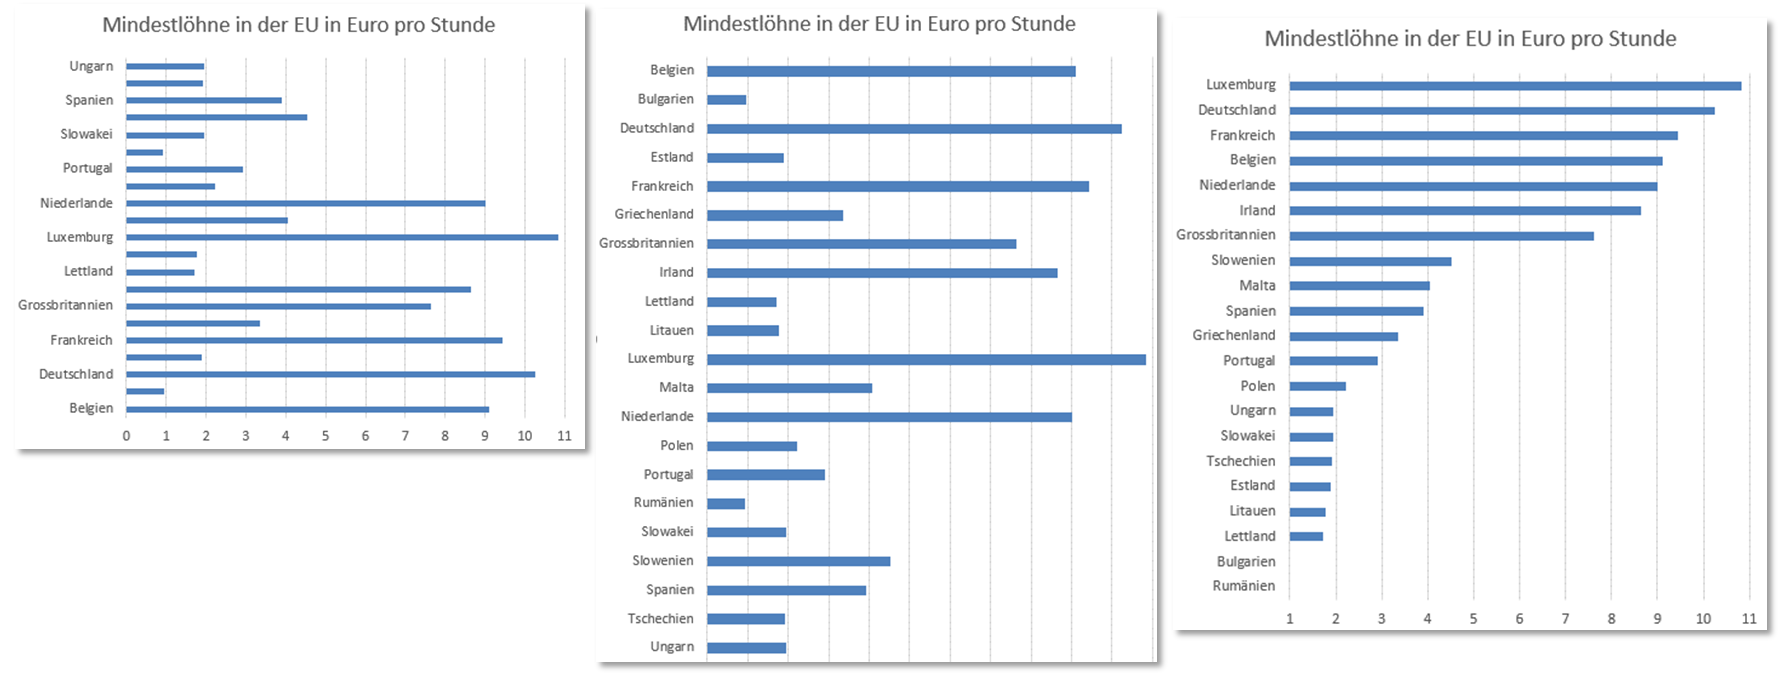 Mindestlöhne in der EU in Euro pro Stunde
Ungarn
Spanien
Slowakei
Portugal
Niederlande
Luxemburg
Lettland
Grossbritannien
Frankreich
Deutschland
Belgien
0 1 2 3 4 5 6 7 8 9 10 11
Mindestlöhne in der EU in Euro pro Stunde
Belgien
Bulgarien
Deutschland
Estland
Frankreich
Griechenland
Grossbritannien
Irland
Lettland
Litauen
Luxemburg
Malta
Niederlande
Polen
Portugal
Rumänien
Slowakei
Slowenien
Spanien
Tschechien
Ungarn
Mindestlöhne in der EU in Euro pro Stunde
Luxemburg
Deutschland
Frankreich
Belgien
Niederlande
Irland
Grossbritannien
Slowenien
Malta
Spanien
Griechenland
Portugal
Polen
Ungarn
Slowakei
Tschechien
Estland
Litauen
Lettland
Bulgarien
Rumänien
1 2 3 4 5 6 7 8 9 10 11